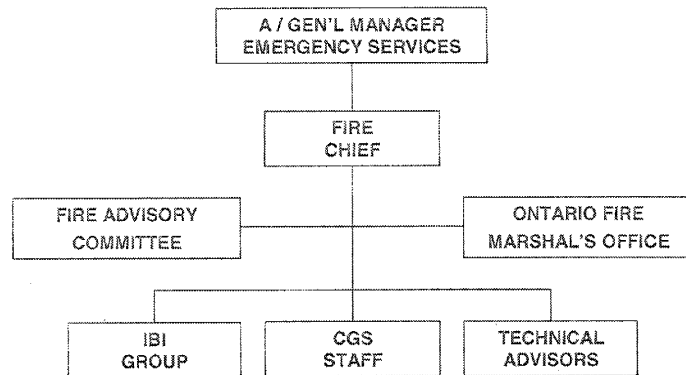 A / GEN'L MANAGER
EMERGENCY SERVICES
FIRE
CHIEF
FIRE ADVISORY
COMMITTEE
ONTARIO FIRE
MARSHAL'S OFFICE
IBI
GROUP
CGS
STAFF
TECHNICAL
ADVISORS